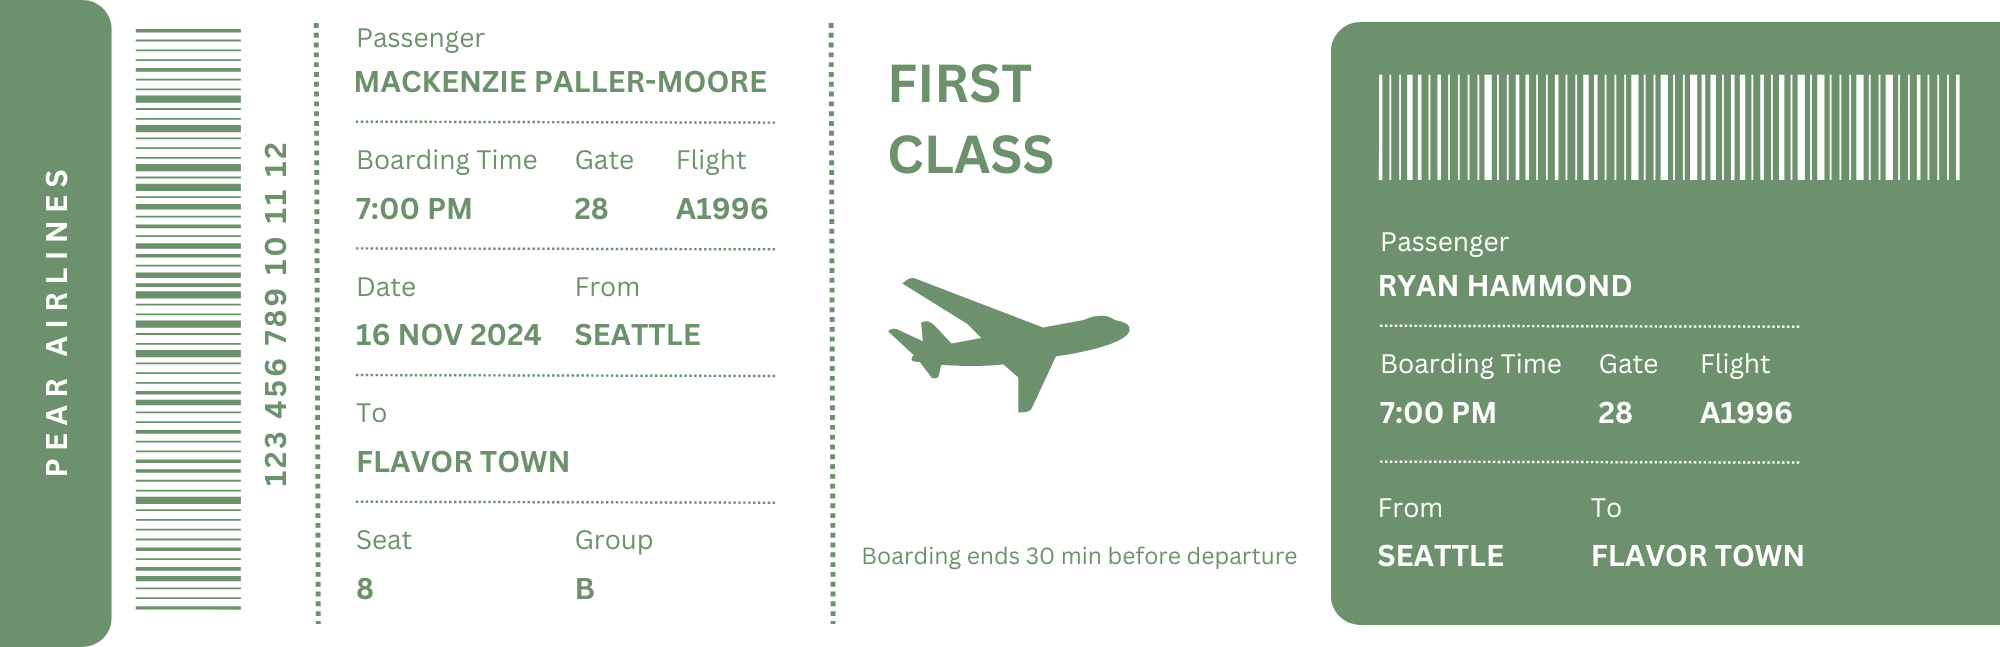 PEAR AIRLINES
123 456 789 10 11 12
Passenger
MACKENZIE PALLER-MOORE
Boarding Time Gate Flight
7:00 PM 28 A1996
Date From
16 NOV 2024 SEATTLE
To
FLAVOR TOWN
Seat Group
8 B
FIRST
CLASS
Boarding ends 30 min before departure
Passenger
RYAN HAMMOND
Boarding Time Gate Flight
7:00 PM 28 A1996
From To
SEATTLE FLAVOR TOWN